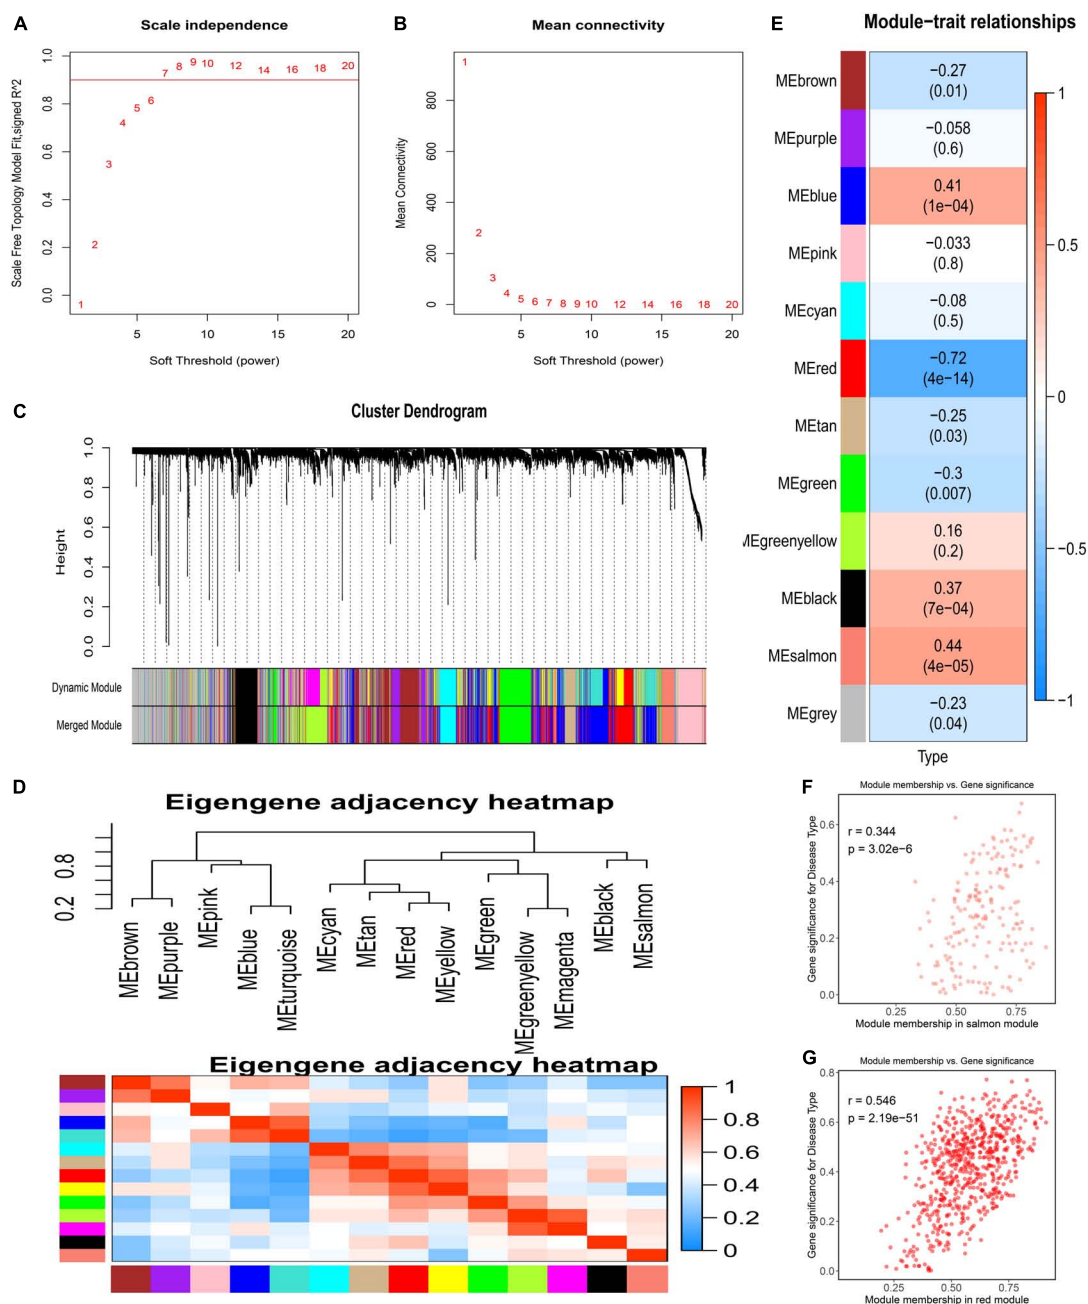 A
Scale independence
Scale Free Topology Model Fit,signed R^2
1.0
0.8
0.6
0.4
0.2
0.0
1
2
3
4
5
6
7
8
9
10
12
14
16
18
20
5
10
15
20
Soft Threshold (power)
B
Mean connectivity
Mean Connectivity
800
600
400
200
0
1
2
3
4
5
6
7
8
9
10
12
14
16
18
20
5
10
15
20
Soft Threshold (power)
C
Cluster Dendrogram
Height
1.0
0.8
0.6
0.4
0.2
0.0
Dynamic Module
Merged Module
D
Eigengene adjacency heatmap
0.8
0.2
MEbrown
MEpurple
MEpink
MEblue
MEturquoise
MEcyan
MEtan
MEred
MEyellow
MEgreen
MEgreenyellow
MEmagenta
MEblack
MEsalmon
Eigengene adjacency heatmap
1
0.8
0.6
0.4
0.2
0
E
Module−trait relationships
MEbrown
−0.27
(0.01)
MEpurple
−0.058
(0.6)
MEblue
0.41
(1e−04)
MEpink
−0.033
(0.8)
MEcyan
−0.08
(0.5)
MEred
−0.72
(4e−14)
MEtan
−0.25
(0.03)
MEgreen
−0.3
(0.007)
MEgreenyellow
0.16
(0.2)
MEblack
0.37
(7e−04)
MEsalmon
0.44
(4e−05)
MEgrey
−0.23
(0.04)
Type
1
0.5
0
−0.5
−1
F
Module membership vs. Gene significance
r = 0.344
p = 3.02e−6
Gene significance for Disease Type
0.6
0.4
0.2
0.0
0.25
0.50
0.75
Module membership in salmon module
G
Module membership vs. Gene significance
r = 0.546
p = 2.19e−51
Gene significance for Disease Type
0.8
0.6
0.4
0.2
0.0
0.25
0.50
0.75
Module membership in red module